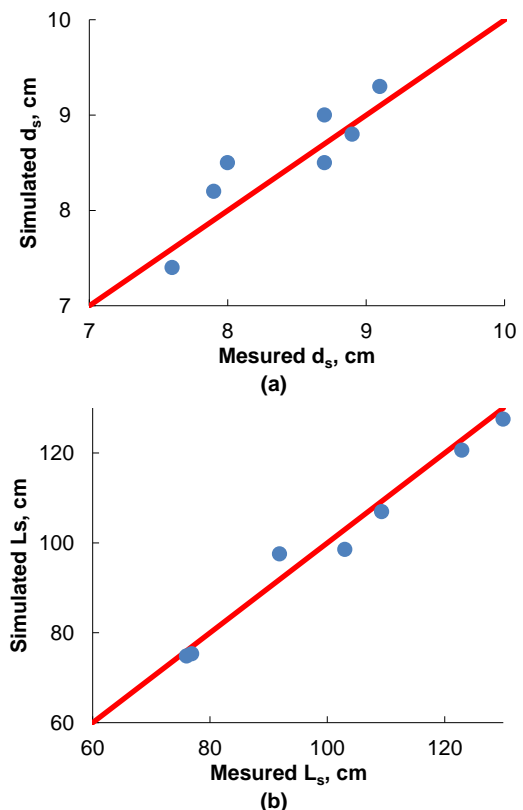 10
9
8
7
7
8
9
10
Simulated ds, cm
Mesured ds, cm
(a)
120
100
80
60
60
80
100
120
Simulated Ls, cm
Mesured Ls, cm
(b)